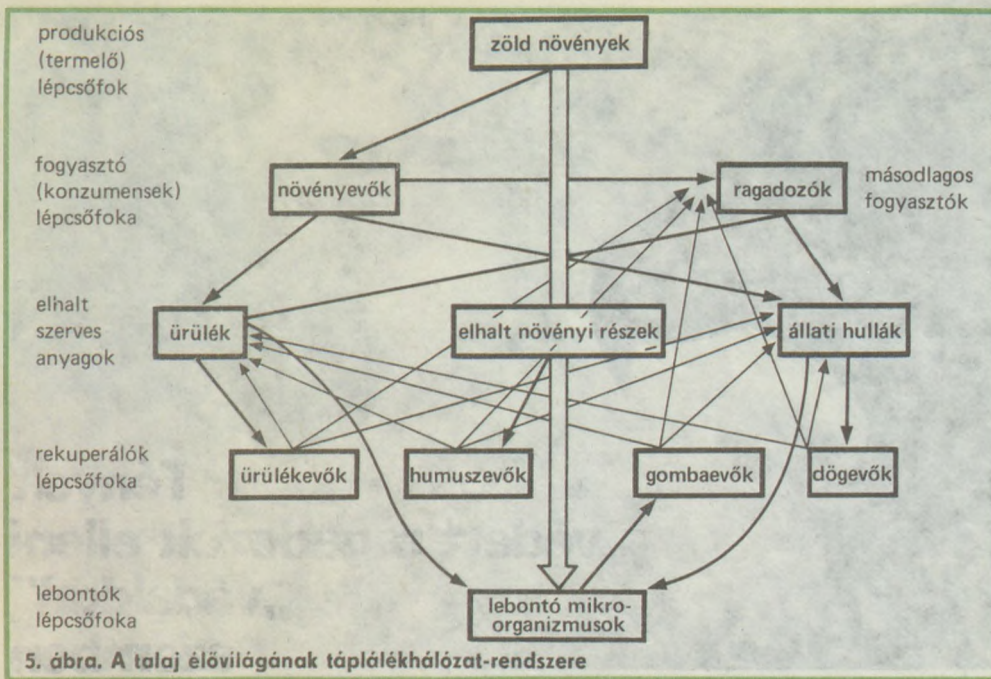 produkciós
(termelő)
lépcsőfok
zöld növények
fogyasztó
(konzumensek)
lépcsőfoka
növényevők
ragadozók
másodlagos
fogyasztók
elhalt
szerves
anyagok
ürülék
elhalt növényi részek
állati hullák
rekuperálók
lépcsőfoka
ürülékevők
humuszevők
gombaevők
dögevők
lebontók
lépcsőfoka
lebontó mikro-
organizmusok
5. ábra. A talaj élővilágának táplálékhálózat-rendszere